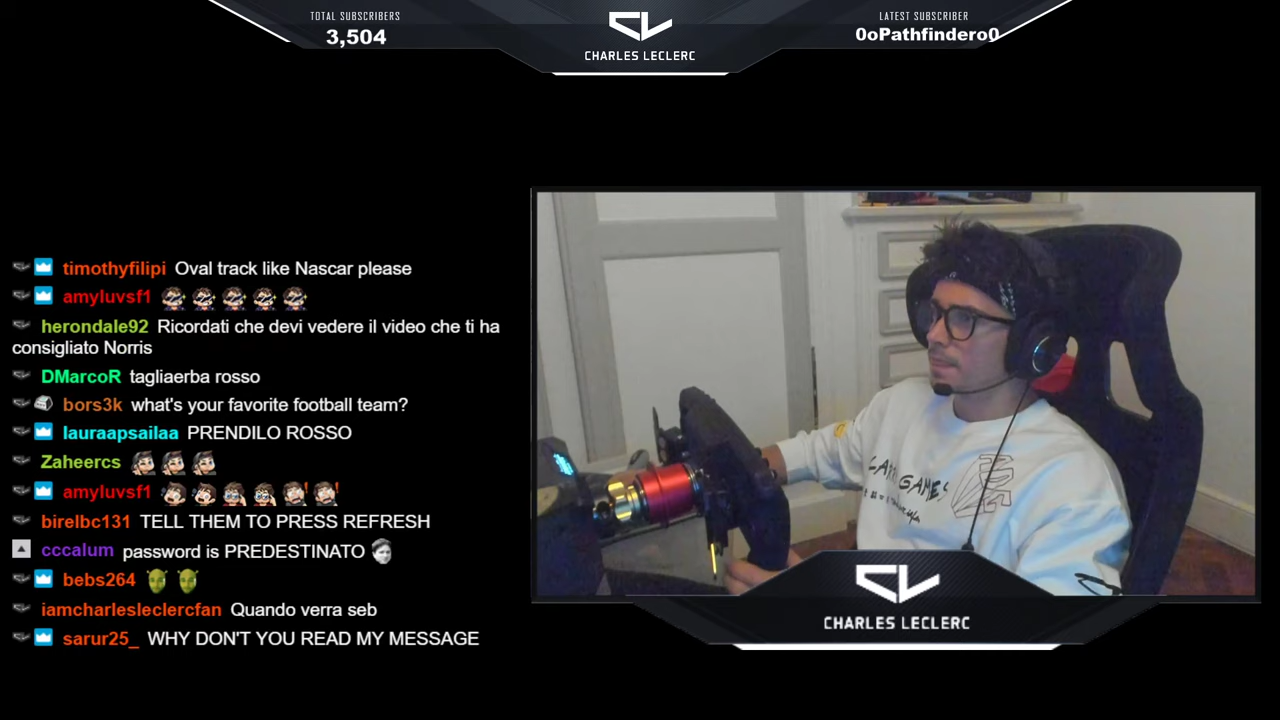 TOTAL SUBSCRIBERS
3,504
CHARLES LECLERC
LATEST SUBSCRIBER
0oPathfindero0
timothyfilipi Oval track like Nascar please
amyluvsf1
herondale92 Ricordati che devi vedere il video che ti ha
consigliato Norris
DMarcoR tagliaerba rosso
bors3k what's your favorite football team?
lauraapsailaa PRENDILO ROSSO
Zaheercs
amyluvsf1
birelbc131 TELL THEM TO PRESS REFRESH
cccalum password is PREDESTINATO
bebs264
iamcharlesleclercfan Quando verra seb
sarur25_ WHY DON'T YOU READ MY MESSAGE
GAMES
CHARLES LECLERC